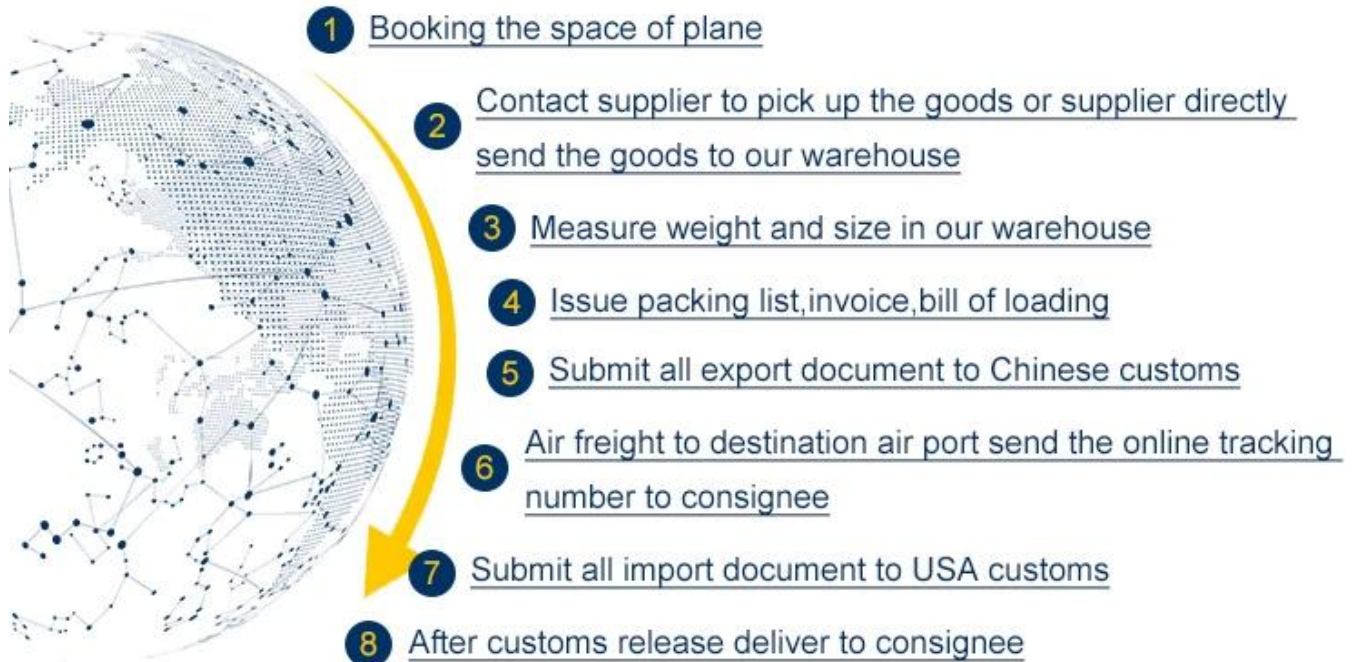 1 Booking the space of plane
2 Contact supplier to pick up the goods or supplier directly
send the goods to our warehouse
3 Measure weight and size in our warehouse
4 Issue packing list,invoice,bill of loading
5 Submit all export document to Chinese customs
6 Air freight to destination air port send the online tracking
number to consignee
7 Submit all import document to USA customs
8 After customs release deliver to consignee